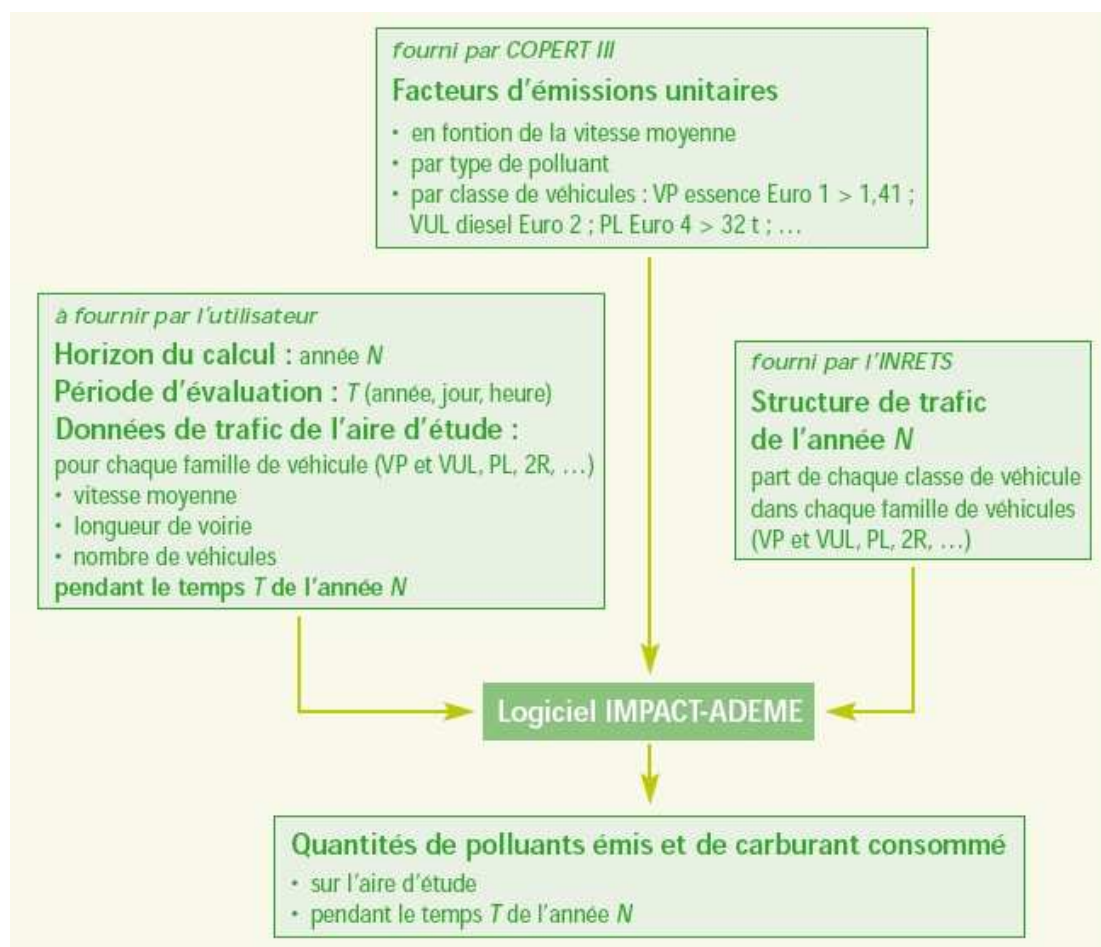 fourni par COPERT III
Facteurs d'émissions unitaires
• en fontion de la vitesse moyenne
• par type de polluant
• par classe de véhicules : VP essence Euro 1 > 1,41 ;
VUL diesel Euro 2 ; PL Euro 4 > 32 t ; …
à fournir par l'utilisateur
Horizon du calcul : année N
Période d'évaluation : T (année, jour, heure)
Données de trafic de l'aire d'étude :
pour chaque famille de véhicule (VP et VUL, PL, 2R, …)
• vitesse moyenne
• longueur de voirie
• nombre de véhicules
pendant le temps T de l'année N
fourni par l'INRETS
Structure de trafic
de l'année N
part de chaque classe de véhicule
dans chaque famille de véhicules
(VP et VUL, PL, 2R, …)
Logiciel IMPACT-ADEME
Quantités de polluants émis et de carburant consommé
• sur l'aire d'étude
• pendant le temps T de l'année N